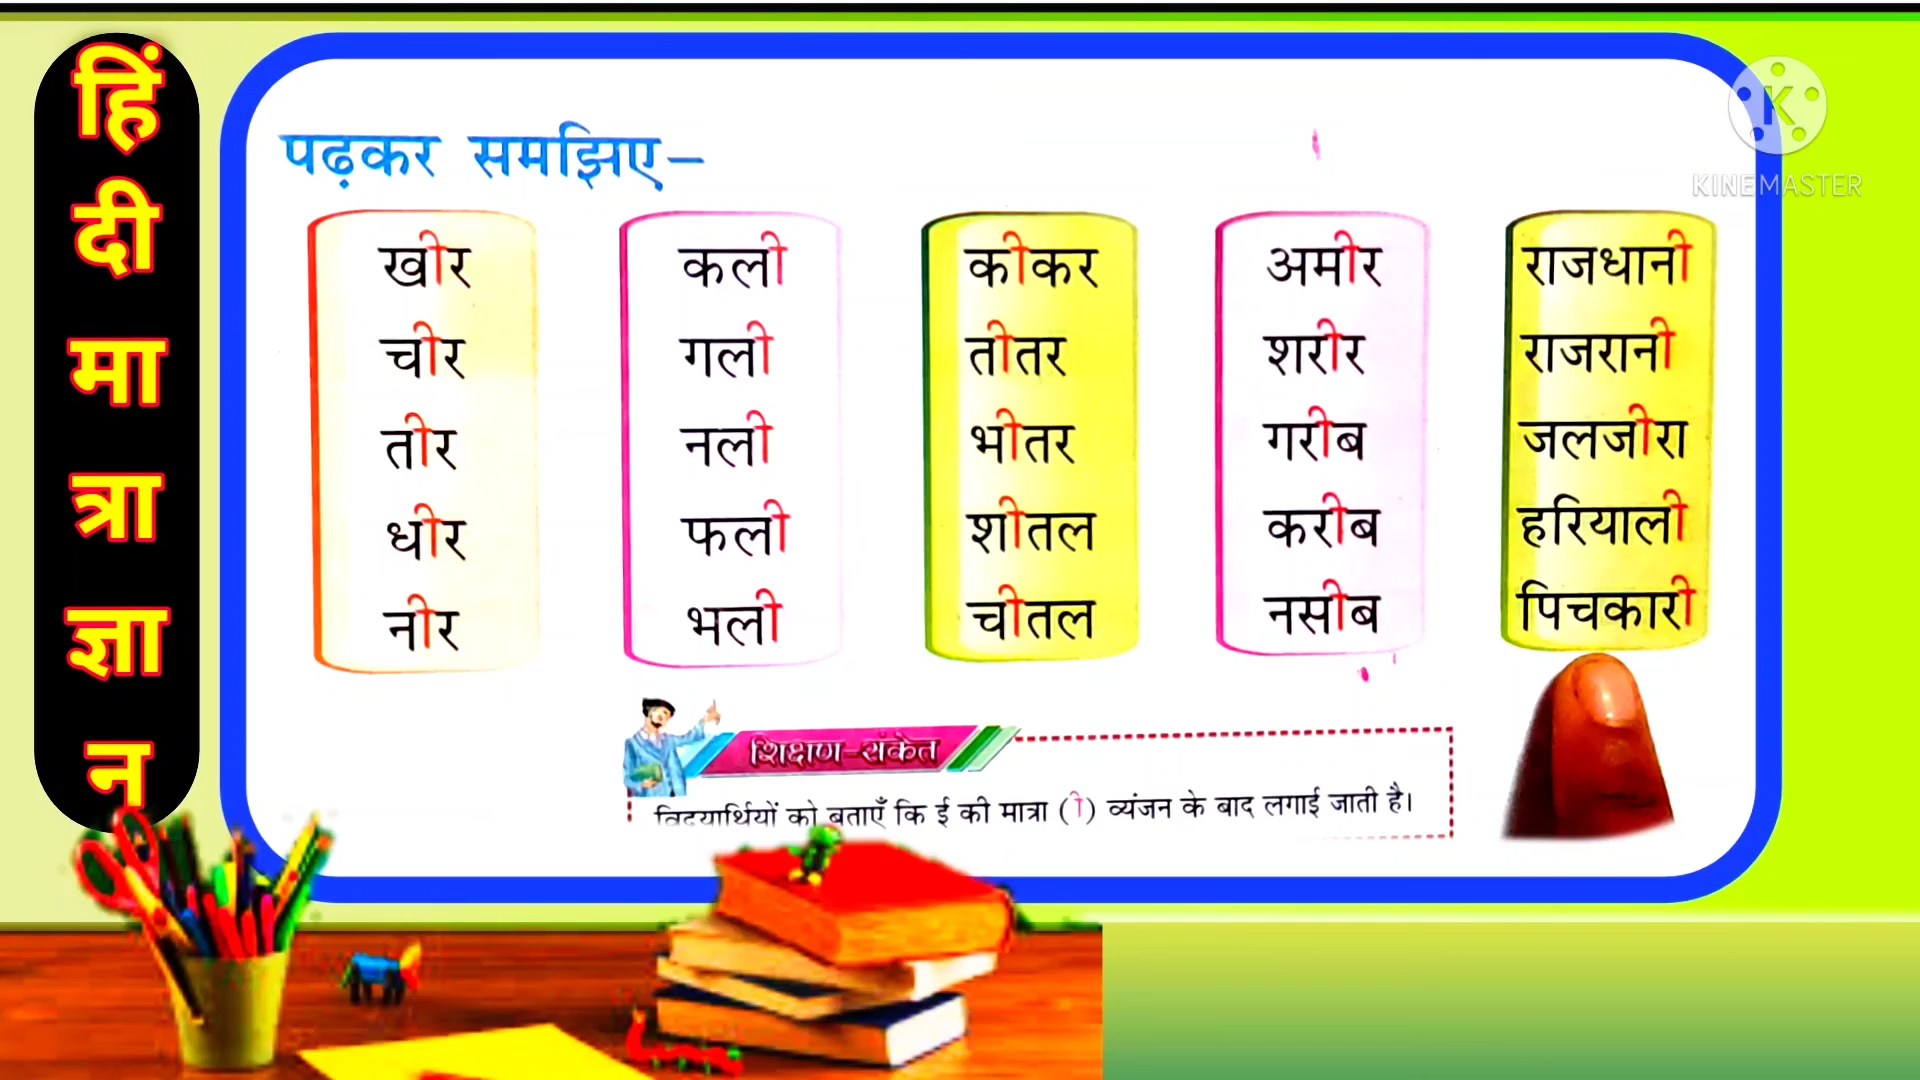 हिंदी मात्रा ज्ञान
पढ़कर समझिए–
खीर
चीर
तीर
धीर
नीर
कली
गली
नली
फली
भली
कीकर
तीतर
भीतर
शीतल
चीतल
अमीर
शरीर
गरीब
करीब
नसीब
राजधानी
राजरानी
जलजीरा
हरियाली
पिचकारी
शिक्षण-संकेत
विद्यार्थियों को बताएँ कि ई की मात्रा (ी) व्यंजन के बाद लगाई जाती है।
K
KINEMASTER